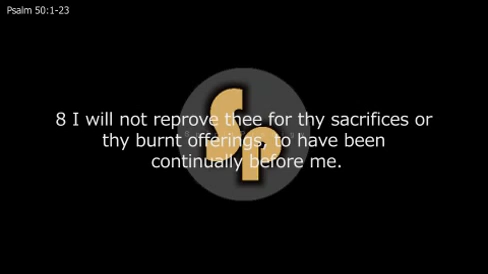 Psalm 50:1-23
8 I will not reprove thee for thy sacrifices or
thy burnt offerings, to have been
continually before me.
Sp